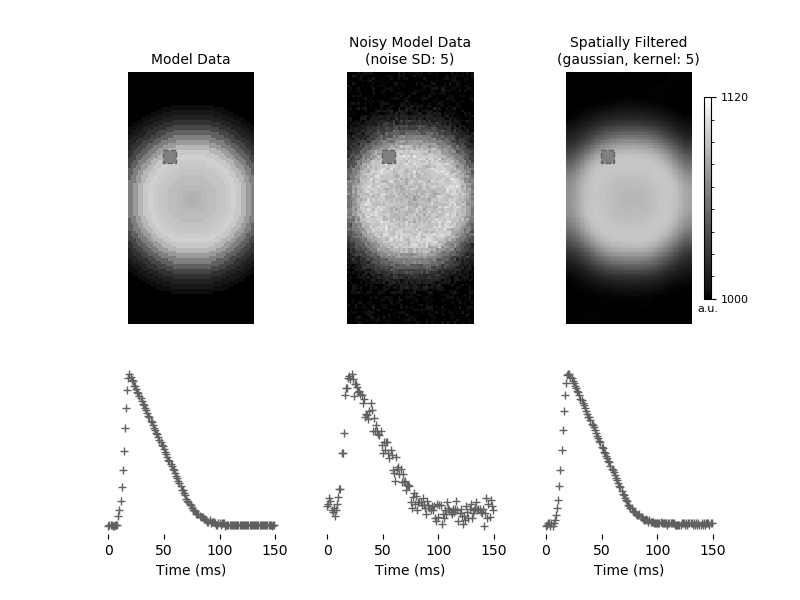 Model Data
Noisy Model Data
(noise SD: 5)
Spatially Filtered
(gaussian, kernel: 5)
1120
1000
a.u.
0 50 100 150
Time (ms)
0 50 100 150
Time (ms)
0 50 100 150
Time (ms)